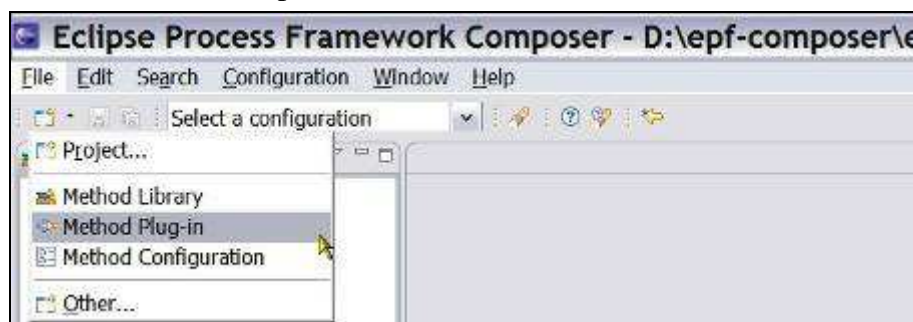 Eclipse Process Framework Composer - D:\epf-composer\e
File Edit Search Configuration Window Help
Select a configuration
Project...
Method Library
Method Plug-in
Method Configuration
Other...